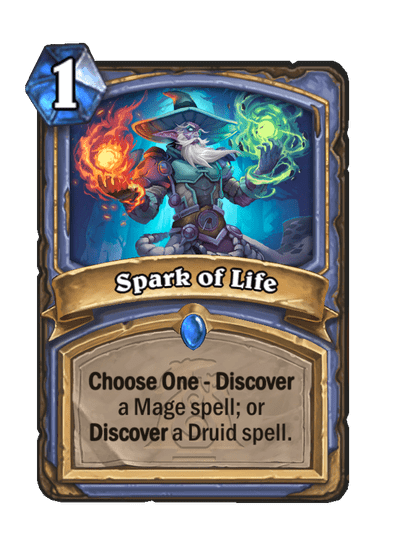 1
Spark of Life
Choose One - Discover
a Mage spell; or
Discover a Druid spell.